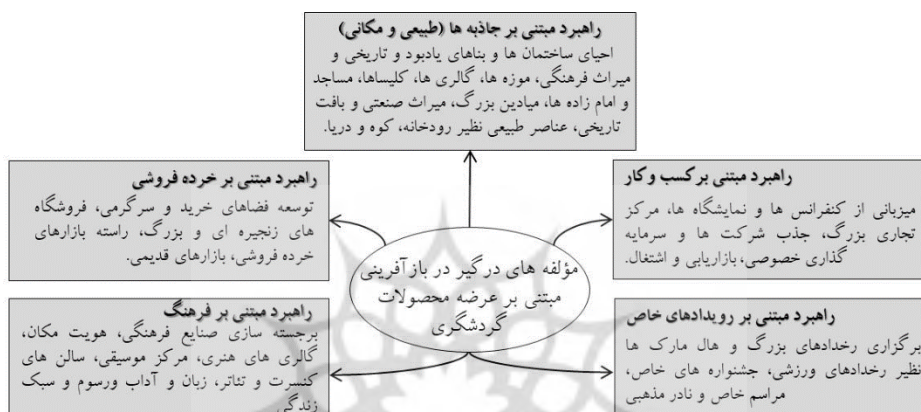 راهبرد مبتنی بر جاذبه ها (طبیعی و مکانی)
احیای ساختمان ها و بناهای یادبود و تاریخی و
میراث فرهنگی، موزه ها، گالری ها، کلیساها، مساجد
و امام زاده ها، میادین بزرگ، میراث صنعتی و بافت
تاریخی، عناصر طبیعی نظیر رودخانه، کوه و دریا.
راهبرد مبتنی برکسب وکار
میزبانی از کنفرانس ها و نمایشگاه ها، مرکز
تجاری بزرگ، جذب شرکت ها و سرمایه
گذاری خصوصی، بازاریابی و اشتغال.
راهبرد مبتنی بر خرده فروشی
توسعه فضاهای خرید و سرگرمی، فروشگاه
های زنجیره ای و بزرگ، راسته بازارهای
خرده فروشی، بازارهای قدیمی.
مؤلفه های درگیر در بازآفرینی
مبتنی بر عرضه محصولات
گردشگری
راهبرد مبتنی بر رویدادهای خاص
برگزاری رخدادهای بزرگ و هال مارک ها
نظیر رخدادهای ورزشی، جشنواره های خاص،
مراسم خاص و نادر مذهبی
راهبرد مبتنی بر فرهنگ
برجسته سازی صنایع فرهنگی، هویت مکان،
گالری های هنری، مرکز موسیقی، سالن های
کنسرت و تئاتر، زبان و آداب ورسوم و سبک
زندگی